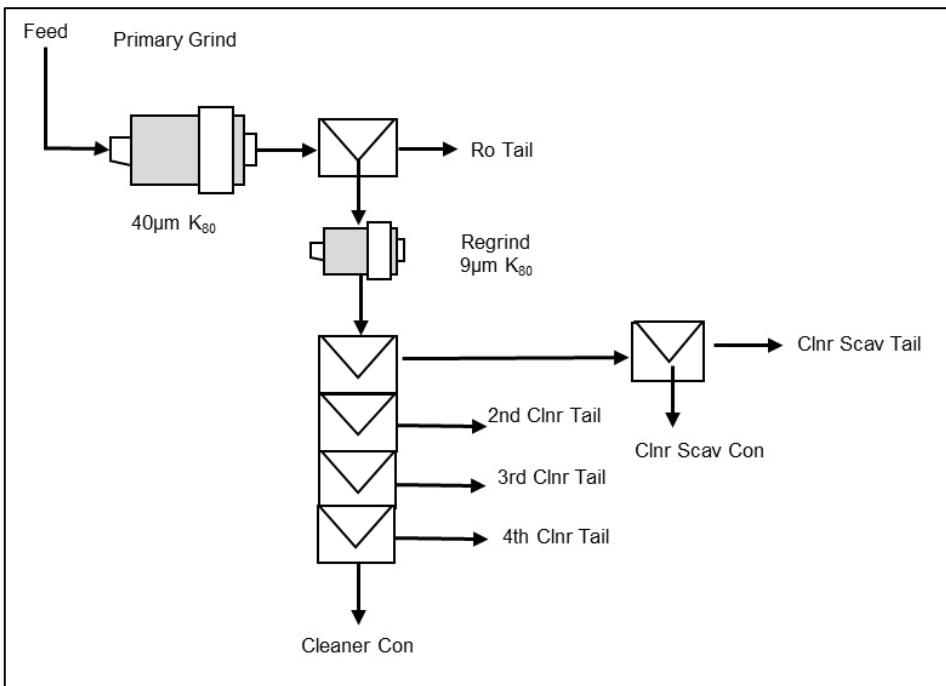 Feed
Primary Grind
Ro Tail
40µm K₈₀
Regrind
9µm K₈₀
Clnr Scav Tail
2nd Clnr Tail
Clnr Scav Con
3rd Clnr Tail
4th Clnr Tail
Cleaner Con